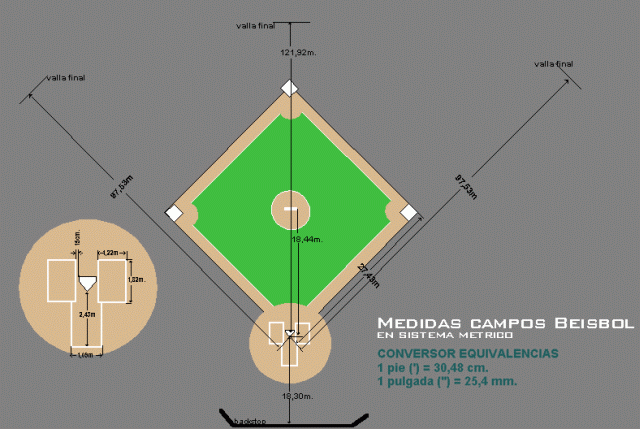 valla final
121,92m.
valla final
valla final
97,53m
97,53m
18,44m.
27,43m
15cm.
1,22m
1,82m.
2,43m
MEDIDAS CAMPOS BEISBOL
EN SISTEMA METRICO
CONVERSOR EQUIVALENCIAS
1 pie (') = 30,48 cm.
1 pulgada ('') = 25,4 mm.
18,30m.
backstop